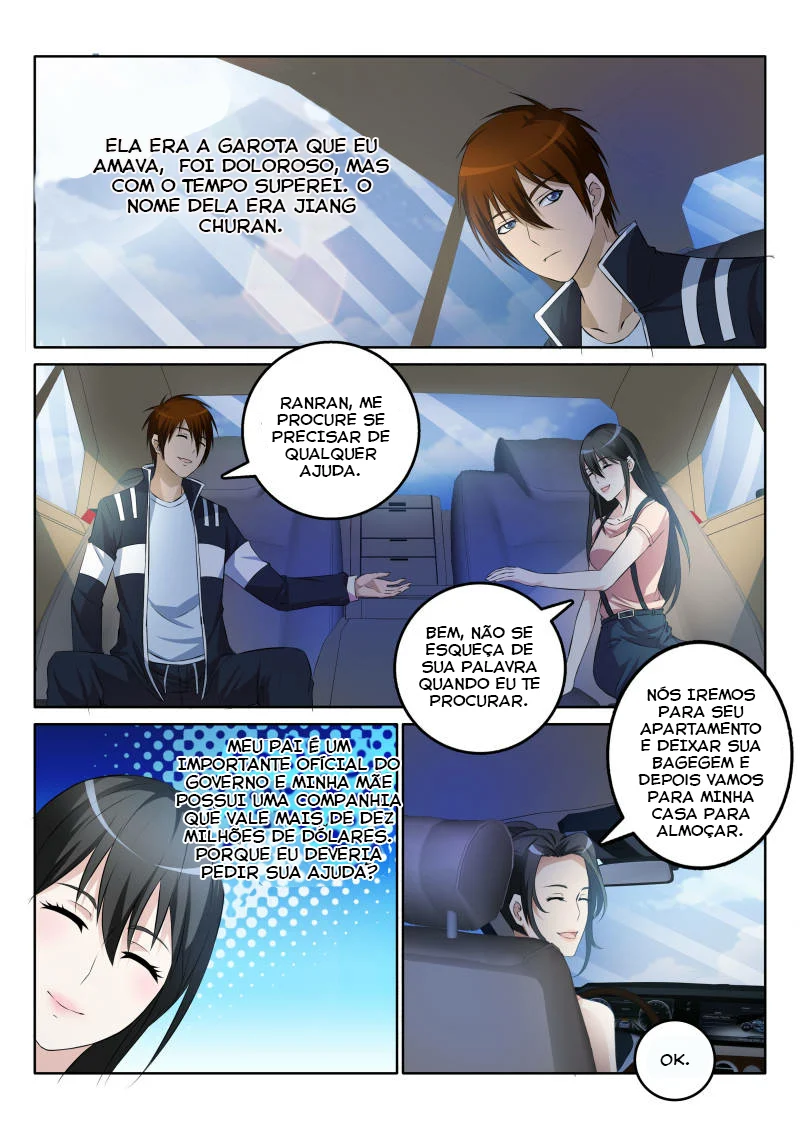 ELA ERA A GAROTA QUE EU
AMAVA, FOI DOLOROSO, MAS
COM O TEMPO SUPEREI. O
NOME DELA ERA JIANG
CHURAN.
RANRAN, ME
PROCURE SE
PRECISAR DE
QUALQUER
AJUDA.
BEM, NÃO SE
ESQUEÇA DE
SUA PALAVRA
QUANDO EU TE
PROCURAR.
MEU PAI É UM
IMPORTANTE OFÍCIAL DO
GOVERNO E MINHA MÃE
POSSUI UMA COMPANHIA
QUE VALE MAIS DE DEZ
MILHÕES DE DÓLARES.
PORQUE EU DEVERIA
PEDIR SUA AJUDA?
NÓS IREMOS
PARA SEU
APARTAMENTO
E DEIXAR SUA
BAGEGEM E
DEPOIS VAMOS
PARA MINHA
CASA PARA
ALMOÇAR.
OK.